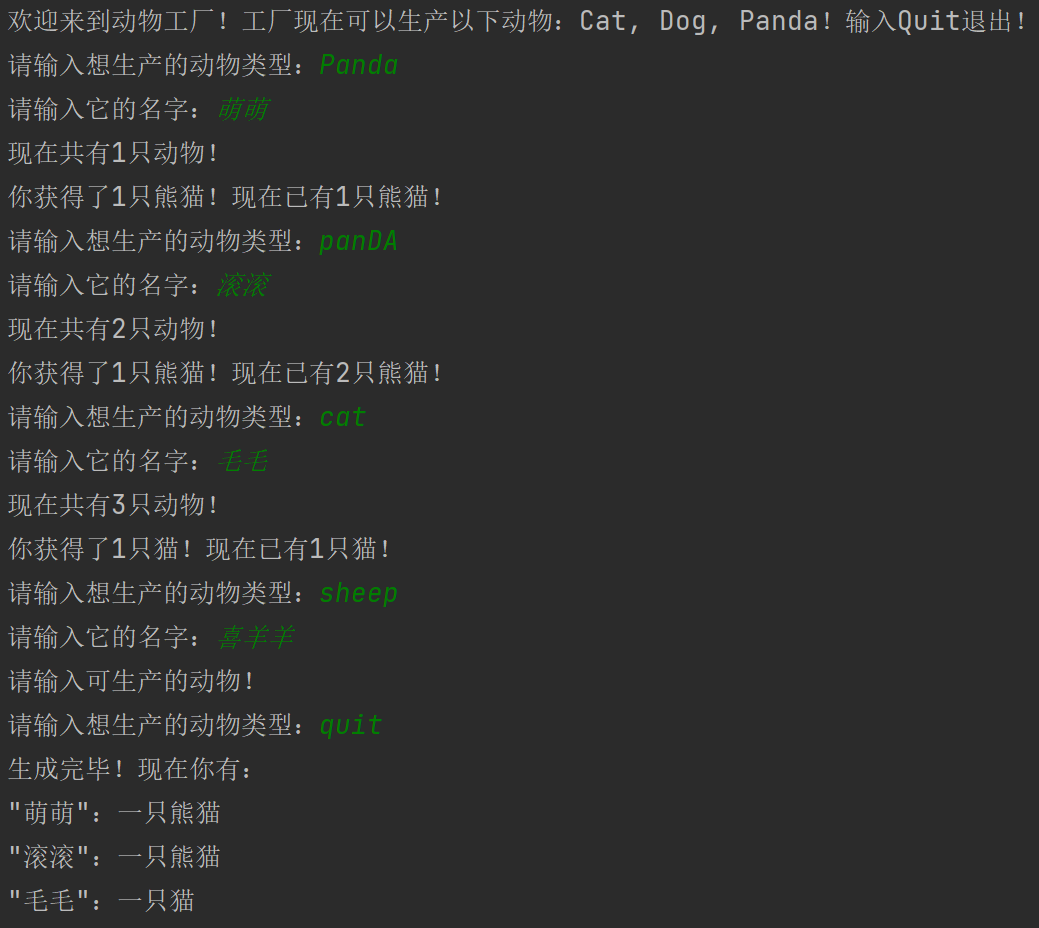 欢迎来到动物工厂！工厂现在可以生产以下动物：Cat, Dog, Panda！输入Quit退出！
请输入想生产的动物类型：Panda
请输入它的名字：萌萌
现在共有1只动物！
你获得了1只熊猫！现在已有1只熊猫！
请输入想生产的动物类型：panDA
请输入它的名字：滚滚
现在共有2只动物！
你获得了1只熊猫！现在已有2只熊猫！
请输入想生产的动物类型：cat
请输入它的名字：毛毛
现在共有3只动物！
你获得了1只猫！现在已有1只猫！
请输入想生产的动物类型：sheep
请输入它的名字：喜羊羊
请输入可生产的动物！
请输入想生产的动物类型：quit
生成完毕！现在你有：
"萌萌"：一只熊猫
"滚滚"：一只熊猫
"毛毛"：一只猫